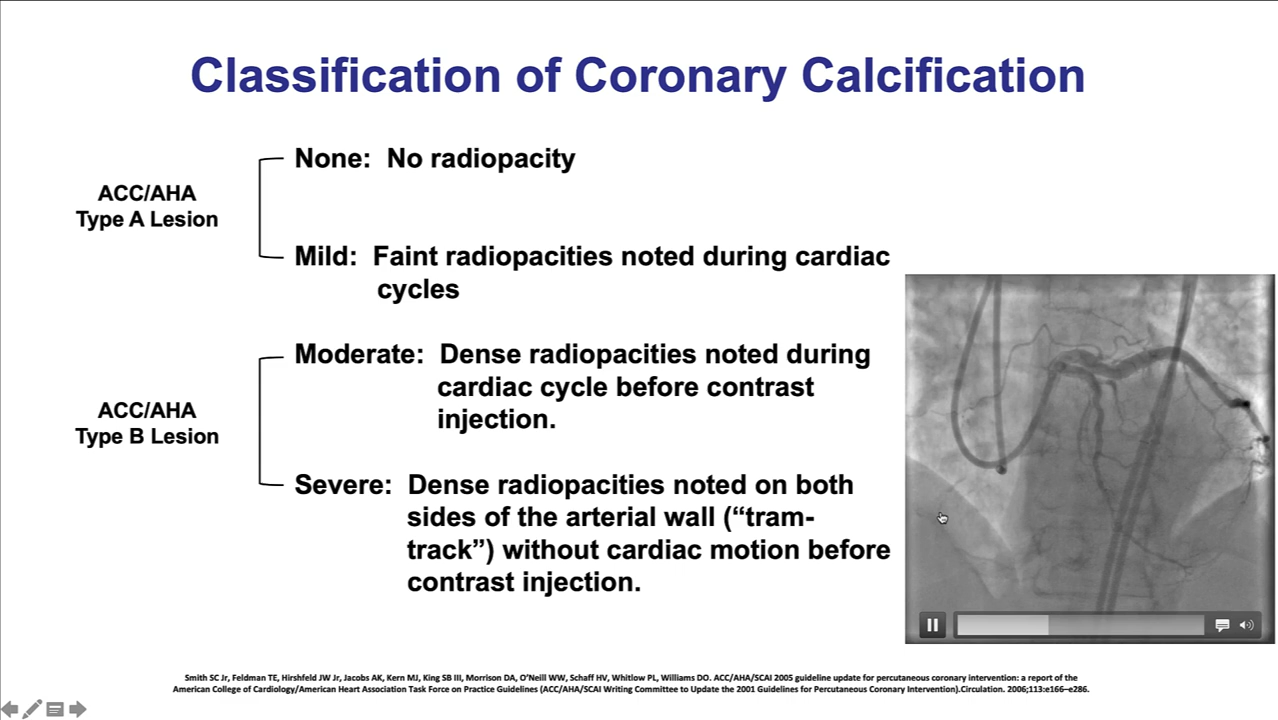 Classification of Coronary Calcification
ACC/AHA
Type A Lesion
None:  No radiopacity
Mild:  Faint radiopacities noted during cardiac
cycles
ACC/AHA
Type B Lesion
Moderate:  Dense radiopacities noted during
cardiac cycle before contrast
injection.
Severe:  Dense radiopacities noted on both
sides of the arterial wall (“tram-
track”) without cardiac motion before
contrast injection.
Smith SC Jr, Feldman TE, Hirshfeld JW Jr, Jacobs AK, Kern MJ, King SB III, Morrison DA, O’Neill WW, Schaff HV, Whitlow PL, Williams DO. ACC/AHA/SCAI 2005 guideline update for percutaneous coronary intervention: a report of the
American College of Cardiology/American Heart Association Task Force on Practice Guidelines (ACC/AHA/SCAI Writing Committee to Update the 2001 Guidelines for Percutaneous Coronary Intervention).Circulation. 2006;113:e166–e286.